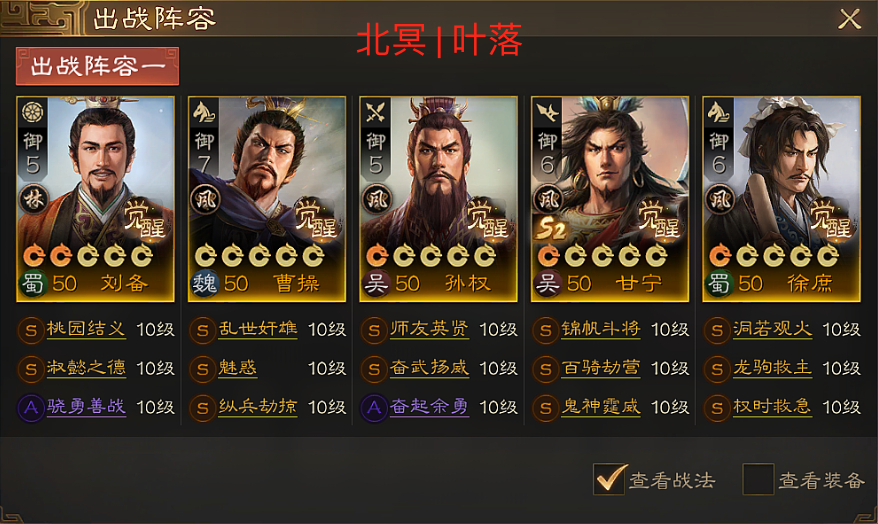 出战阵容
北冥|叶落
出战阵容一
御 5 林 觉醒 蜀 50 刘备
御 7 风 觉醒 魏 50 曹操
御 5 风 觉醒 吴 50 孙权
御 6 风 S2 觉醒 吴 50 甘宁
御 6 风 觉醒 蜀 50 徐庶
S 桃园结义 10级 S 乱世奸雄 10级 S 师友英贤 10级 S 锦帆斗将 10级 S 洞若观火 10级
S 淑懿之德 10级 S 魅惑 10级 S 奋武扬威 10级 S 百骑劫营 10级 S 龙驹救主 10级
A 骁勇善战 10级 S 纵兵劫掠 10级 A 奋起余勇 10级 S 鬼神霆威 10级 S 权时救急 10级
查看战法 查看装备